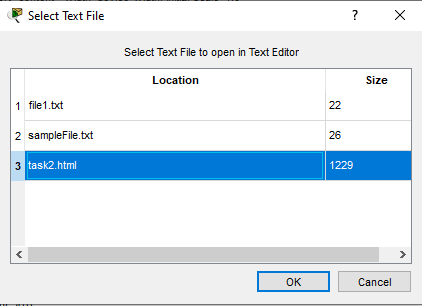 Select Text File
Select Text File to open in Text Editor
Location Size
1 file1.txt 22
2 sampleFile.txt 26
3 task2.html 1229
OK Cancel